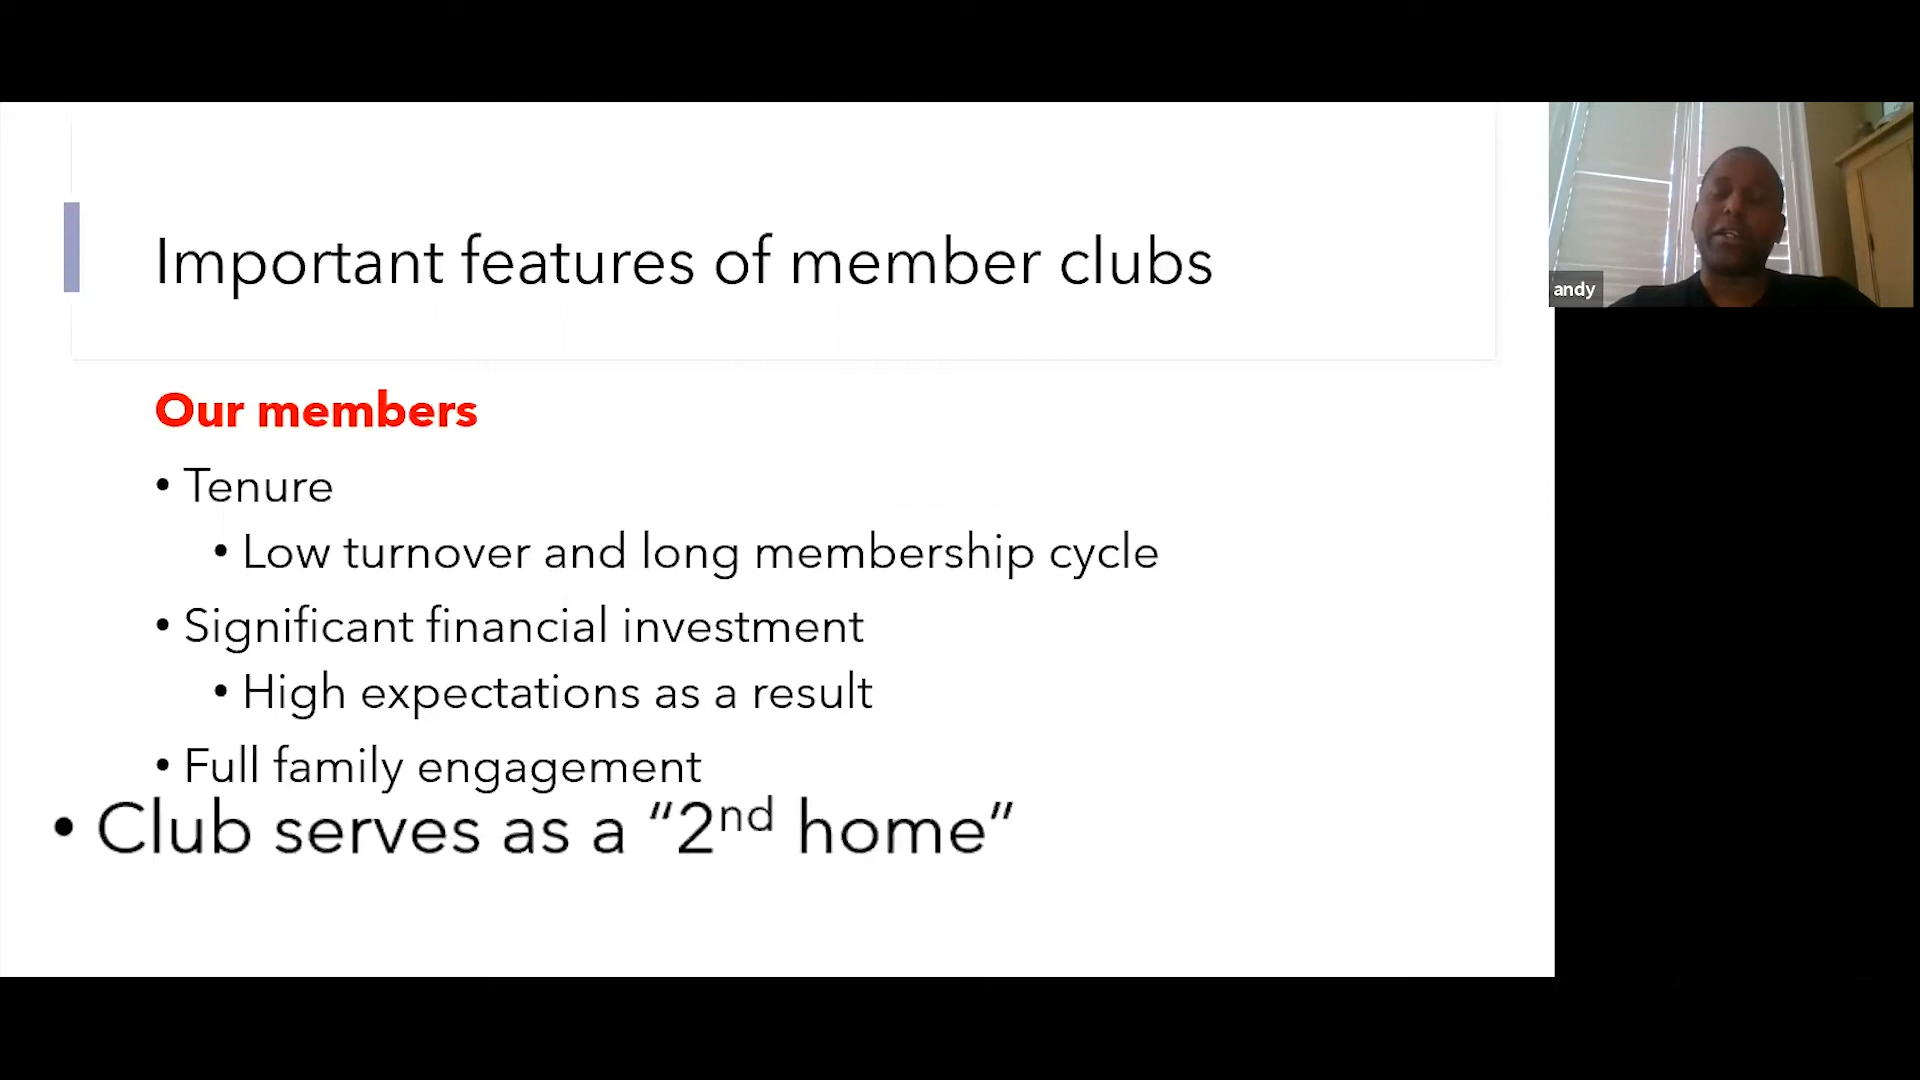 Important features of member clubs
Our members
• Tenure
• Low turnover and long membership cycle
• Significant financial investment
• High expectations as a result
• Full family engagement
• Club serves as a “2nd home”
andy